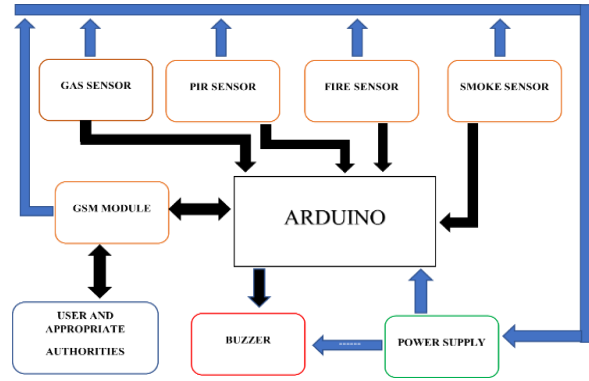 GAS SENSOR
PIR SENSOR
FIRE SENSOR
SMOKE SENSOR
GSM MODULE
ARDUINO
USER AND
APPROPRIATE
AUTHORITIES
BUZZER
POWER SUPPLY